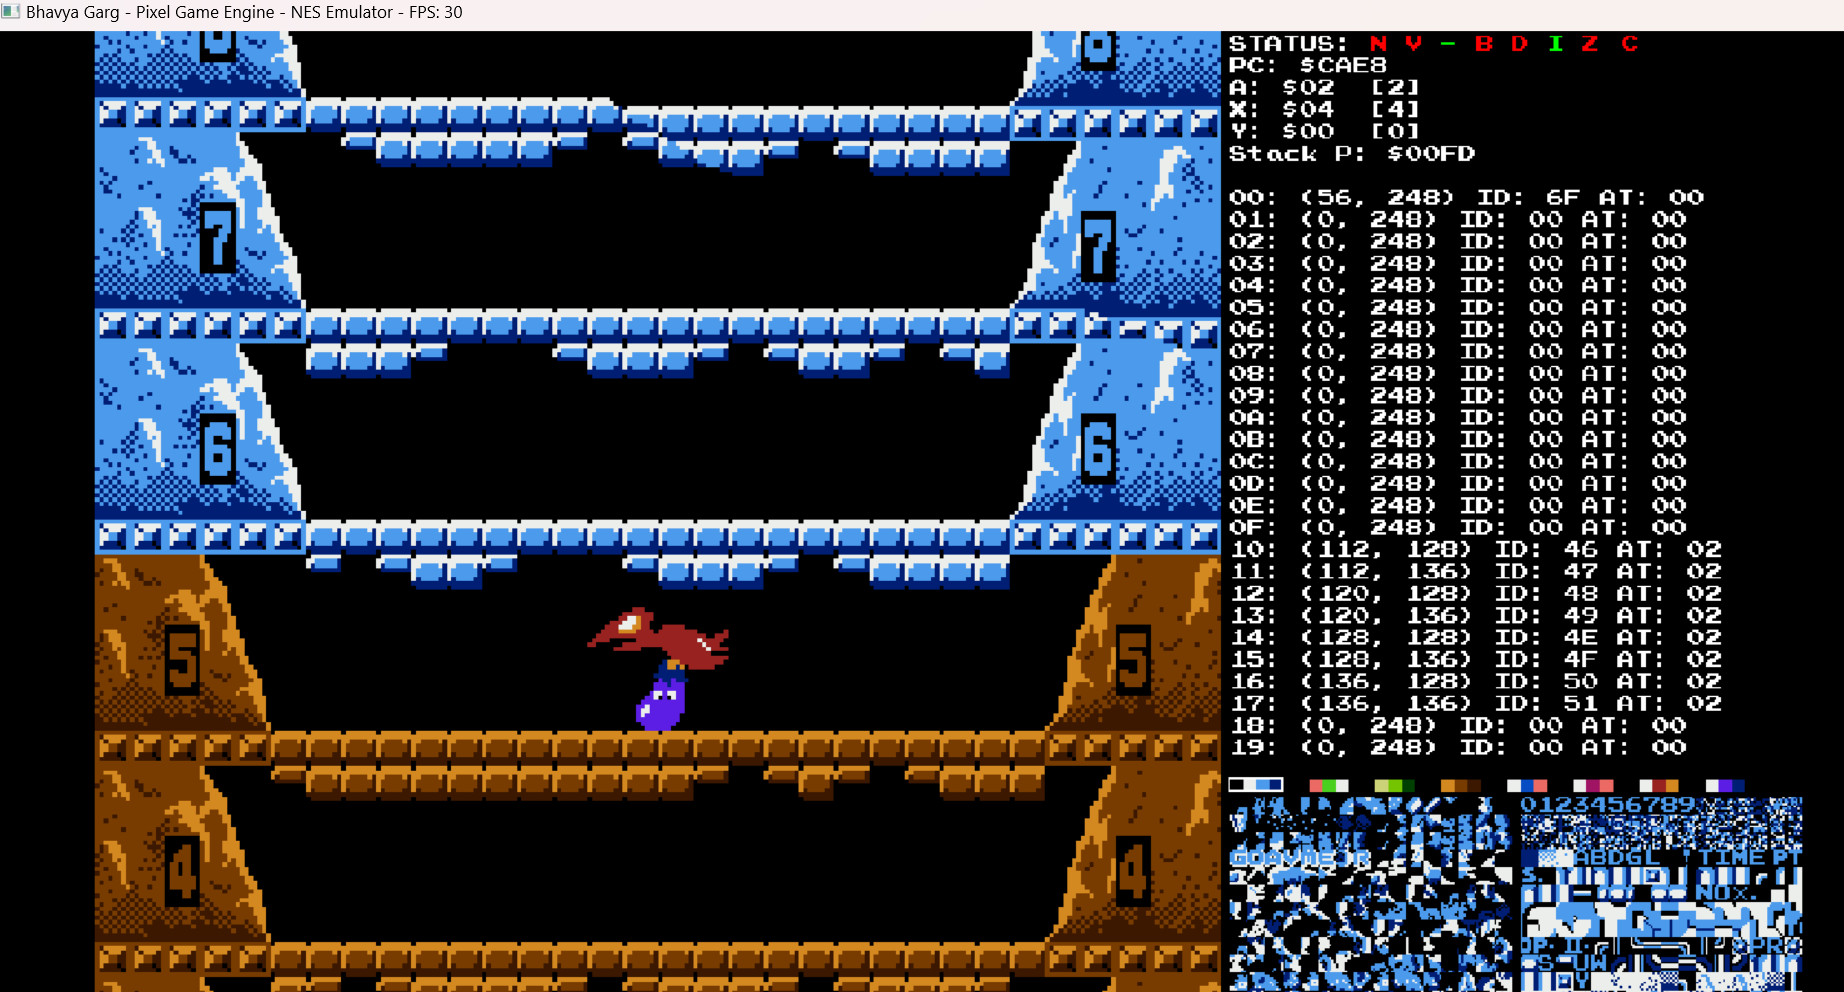 Bhavya Garg - Pixel Game Engine - NES Emulator - FPS: 30
STATUS: N V - B D I Z C
PC: $CAE8
A: $02 [2]
X: $04 [4]
Y: $00 [0]
Stack P: $00FD
00: (56, 248) ID: 6F AT: 00
01: (0, 248) ID: 00 AT: 00
02: (0, 248) ID: 00 AT: 00
03: (0, 248) ID: 00 AT: 00
04: (0, 248) ID: 00 AT: 00
05: (0, 248) ID: 00 AT: 00
06: (0, 248) ID: 00 AT: 00
07: (0, 248) ID: 00 AT: 00
08: (0, 248) ID: 00 AT: 00
09: (0, 248) ID: 00 AT: 00
0A: (0, 248) ID: 00 AT: 00
0B: (0, 248) ID: 00 AT: 00
0C: (0, 248) ID: 00 AT: 00
0D: (0, 248) ID: 00 AT: 00
0E: (0, 248) ID: 00 AT: 00
0F: (0, 248) ID: 00 AT: 00
10: (112, 128) ID: 46 AT: 02
11: (112, 136) ID: 47 AT: 02
12: (120, 128) ID: 48 AT: 02
13: (120, 136) ID: 49 AT: 02
14: (128, 128) ID: 4E AT: 02
15: (128, 136) ID: 4F AT: 02
16: (136, 128) ID: 50 AT: 02
17: (136, 136) ID: 51 AT: 02
18: (0, 248) ID: 00 AT: 00
19: (0, 248) ID: 00 AT: 00
7 7
6 6
5 5
4 4
0123456789
ABDGL TIME PT